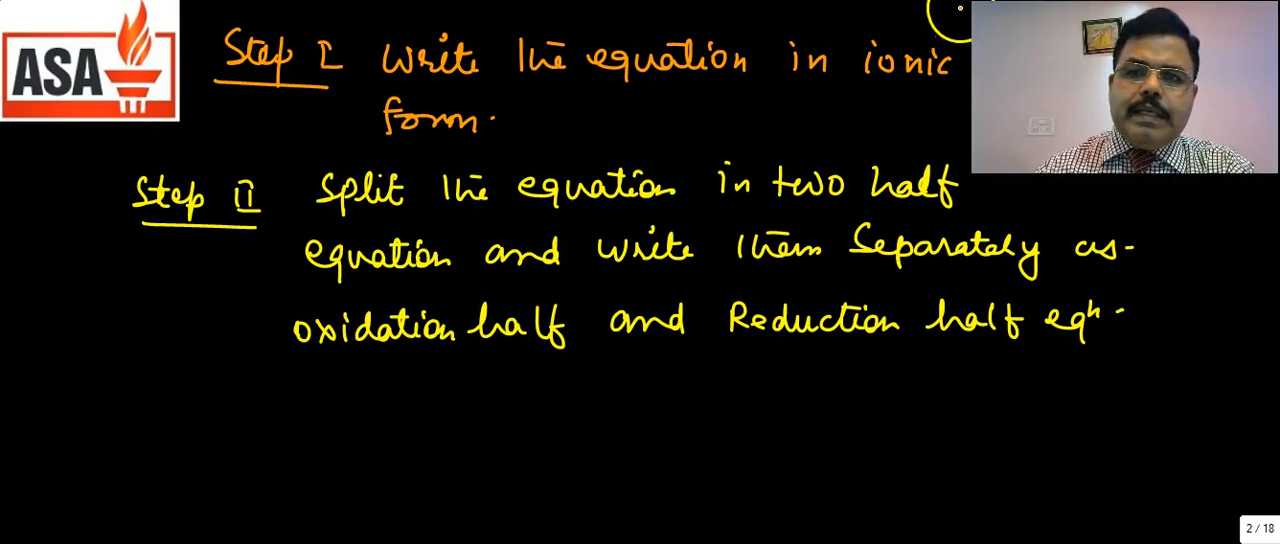 ASA
Step I Write the equation in ionic
form.
Step II Split the equation in two half
equation and write them separately as-
oxidation half and Reduction half eqn.
2 / 18